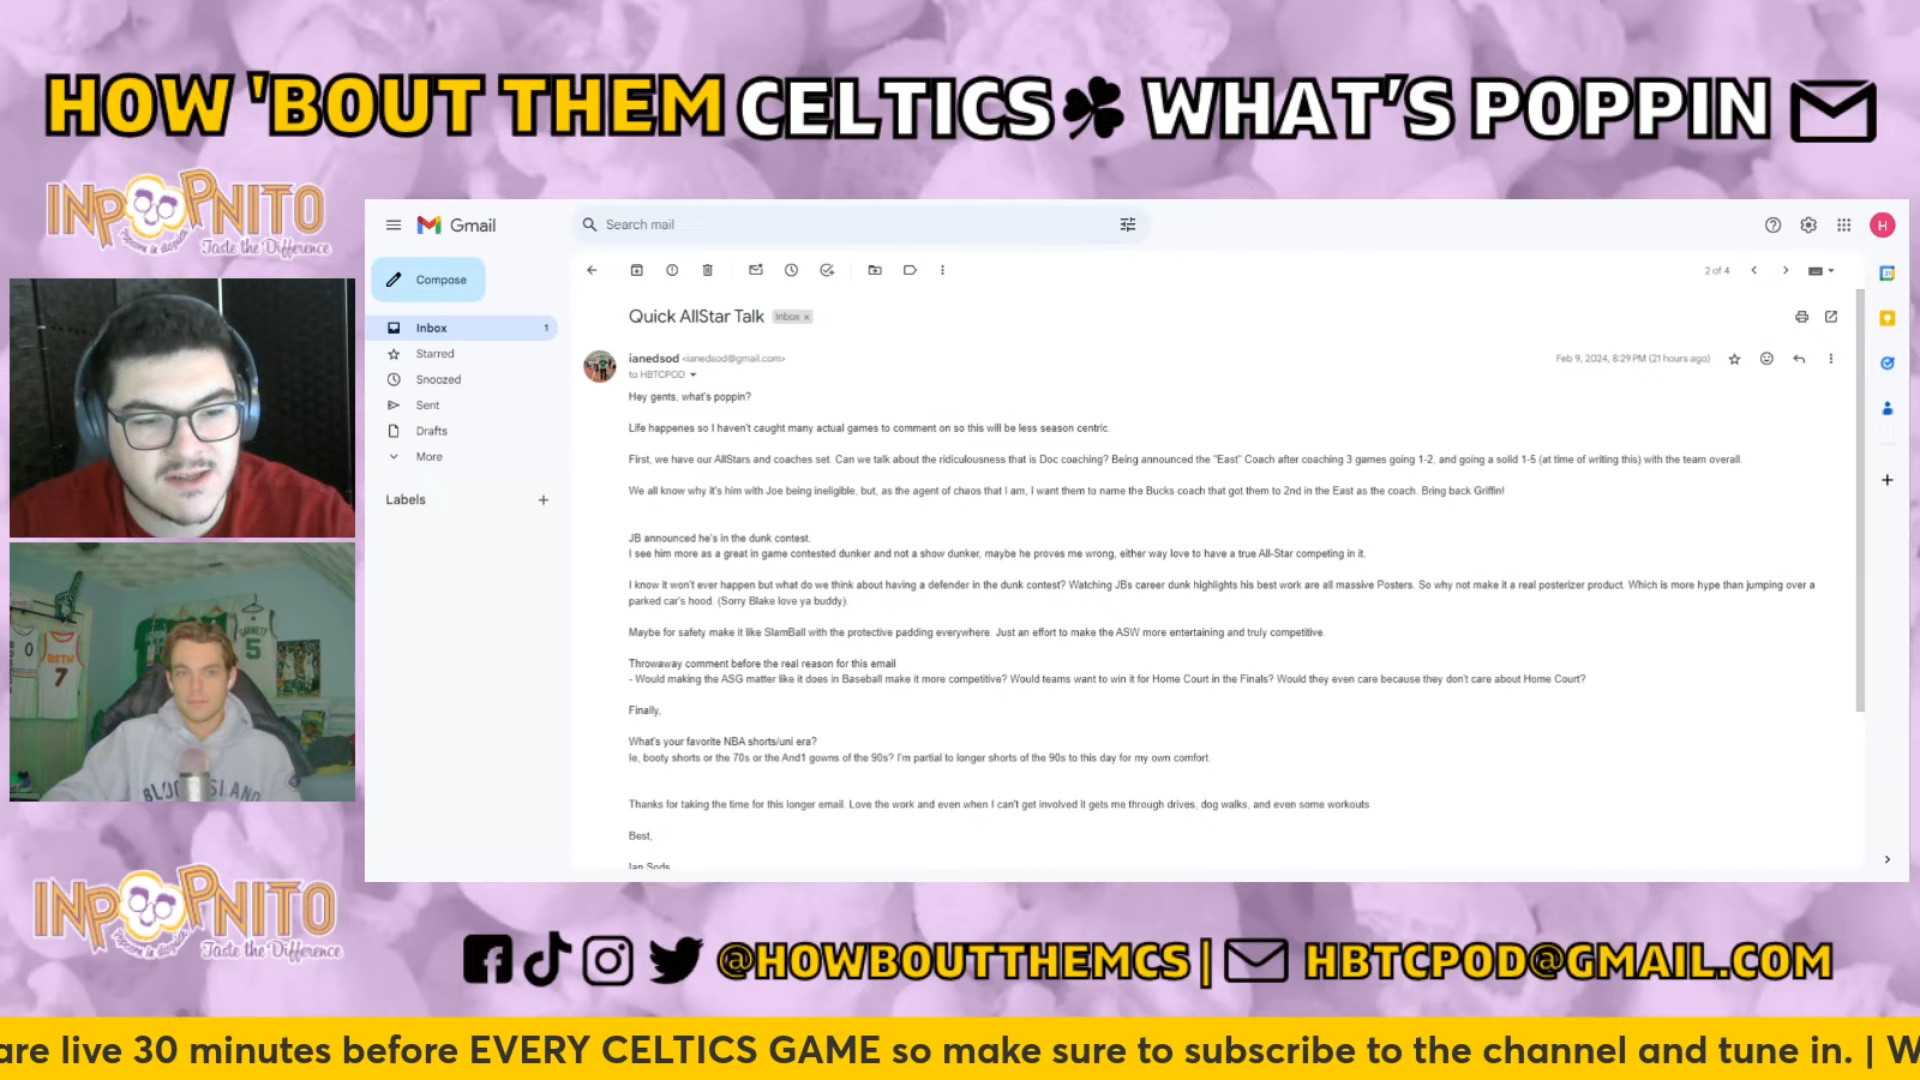 HOW 'BOUT THEM CELTICS WHAT'S POPPIN
INPOPNITO
Taste the Difference
Gmail
Search mail
H
Compose
2 of 4
Inbox 1
Starred
Snoozed
Sent
Drafts
More
Labels
Quick AllStar Talk Inbox x
ianedsod <ianedsod@gmail.com>
Feb 9, 2024, 8:29 PM (21 hours ago)
to HBTCPOD
Hey gents, what's poppin?
Life happenes so I haven't caught many actual games to comment on so this will be less season centric.
First, we have our AllStars and coaches set. Can we talk about the ridiculousness that is Doc coaching? Being announced the "East" Coach after coaching 3 games going 1-2, and going a solid 1-5 (at time of writing this) with the team overall.
We all know why it's him with Joe being ineligible, but, as the agent of chaos that I am, I want them to name the Bucks coach that got them to 2nd in the East as the coach. Bring back Griffin!
JB announced he's in the dunk contest.
I see him more as a great in game contested dunker and not a show dunker, maybe he proves me wrong, either way love to have a true All-Star competing in it.
I know it won't ever happen but what do we think about having a defender in the dunk contest? Watching JBs career dunk highlights his best work are all massive Posters. So why not make it a real posterizer product. Which is more hype than jumping over a
parked car's hood. (Sorry Blake love ya buddy).
Maybe for safety make it like SlamBall with the protective padding everywhere. Just an effort to make the ASW more entertaining and truly competitive.
Throwaway comment before the real reason for this email
- Would making the ASG matter like it does in Baseball make it more competitive? Would teams want to win it for Home Court in the Finals? Would they even care because they don't care about Home Court?
Finally,
What's your favorite NBA shorts/uni era?
Ie, booty shorts or the 70s or the And1 gowns of the 90s? I'm partial to longer shorts of the 90s to this day for my own comfort.
Thanks for taking the time for this longer email. Love the work and even when I can't get involved it gets me through drives, dog walks, and even some workouts
Best,
Ian Sods
0
BSTN
7
GARNETT
5
INPOPNITO
Taste the Difference
@HOWBOUTTHEMCS | HBTCPOD@GMAIL.COM
are live 30 minutes before EVERY CELTICS GAME so make sure to subscribe to the channel and tune in. | W